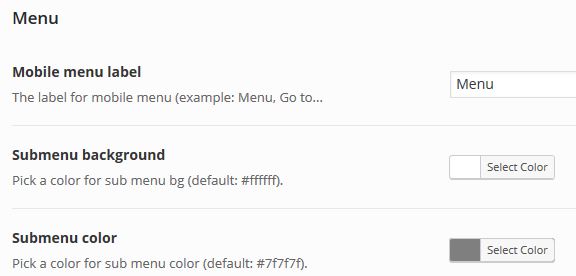 Menu
Mobile menu label
The label for mobile menu (example: Menu, Go to...
Menu
Submenu background
Pick a color for sub menu bg (default: #ffffff).
Select Color
Submenu color
Pick a color for sub menu color (default: #7f7f7f).
Select Color